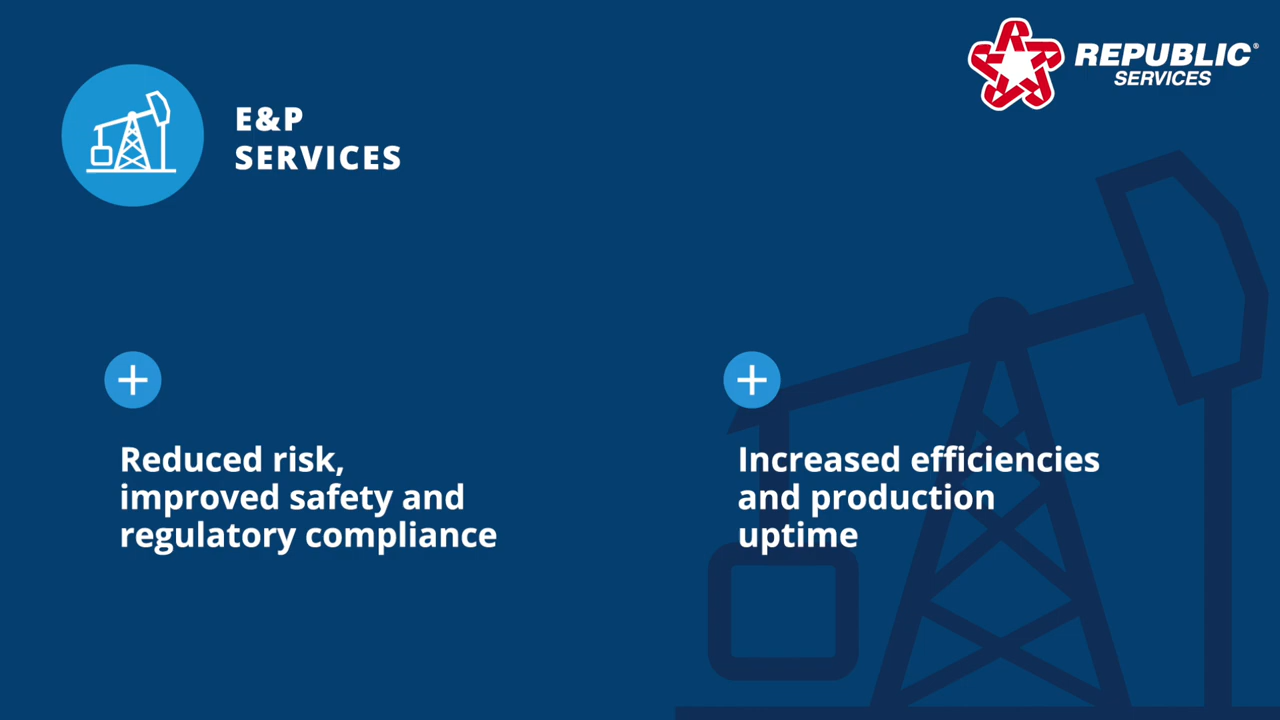 E&P
SERVICES
REPUBLIC®
SERVICES
Reduced risk,
improved safety and
regulatory compliance
Increased efficiencies
and production
uptime